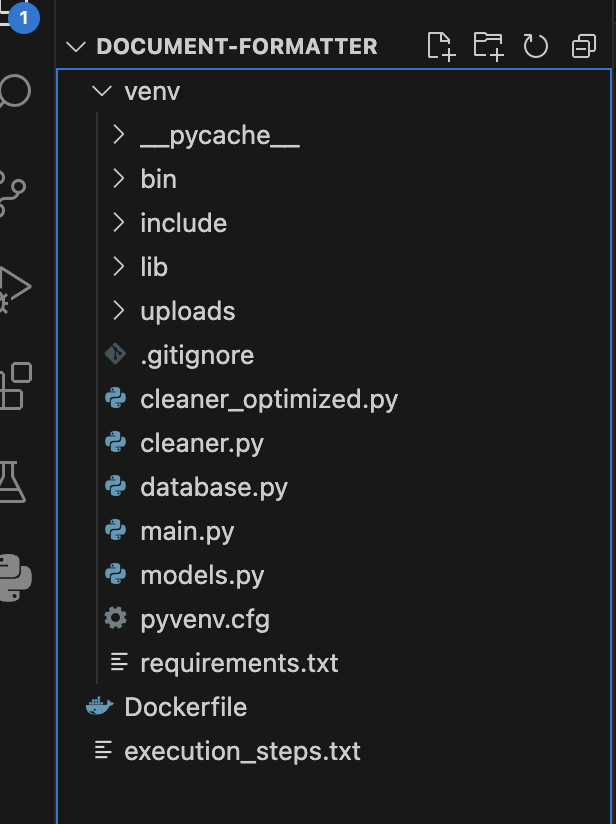 1
DOCUMENT-FORMATTER
venv
__pycache__
bin
include
lib
uploads
.gitignore
cleaner_optimized.py
cleaner.py
database.py
main.py
models.py
pyvenv.cfg
requirements.txt
Dockerfile
execution_steps.txt